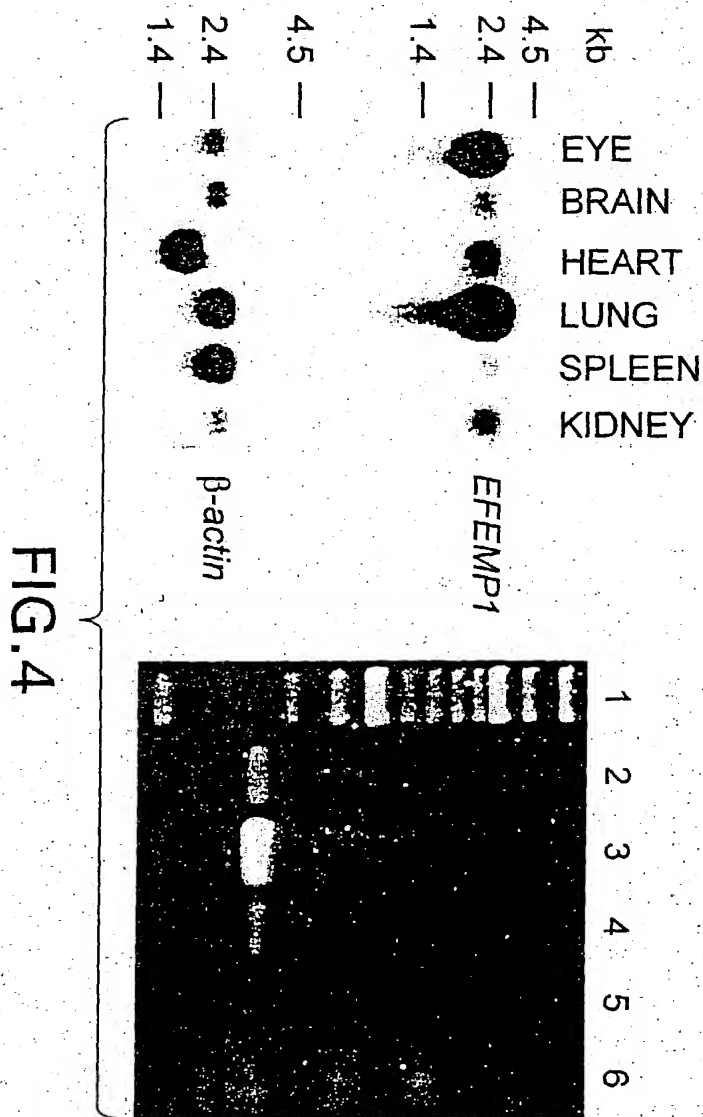 EYE
BRAIN
HEART
LUNG
SPLEEN
KIDNEY
kb
4.5
2.4
1.4
EFEMP1
4.5
2.4
1.4
β-actin
1 2 3 4 5 6
FIG.4